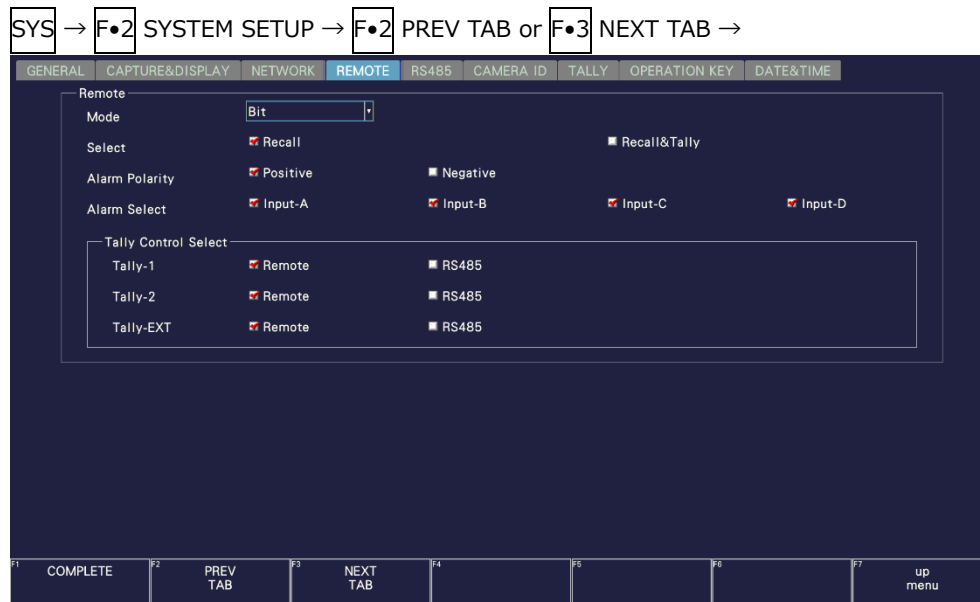 SYS → F•2 SYSTEM SETUP → F•2 PREV TAB or F•3 NEXT TAB →
GENERAL CAPTURE&DISPLAY NETWORK REMOTE RS485 CAMERA ID TALLY OPERATION KEY DATE&TIME
Remote
Mode Bit
Select Recall Recall&Tally
Alarm Polarity Positive Negative
Alarm Select Input-A Input-B Input-C Input-D
Tally Control Select
Tally-1 Remote RS485
Tally-2 Remote RS485
Tally-EXT Remote RS485
F1 COMPLETE F2 PREV F3 NEXT F4 F5 F6 F7 up
TAB TAB menu